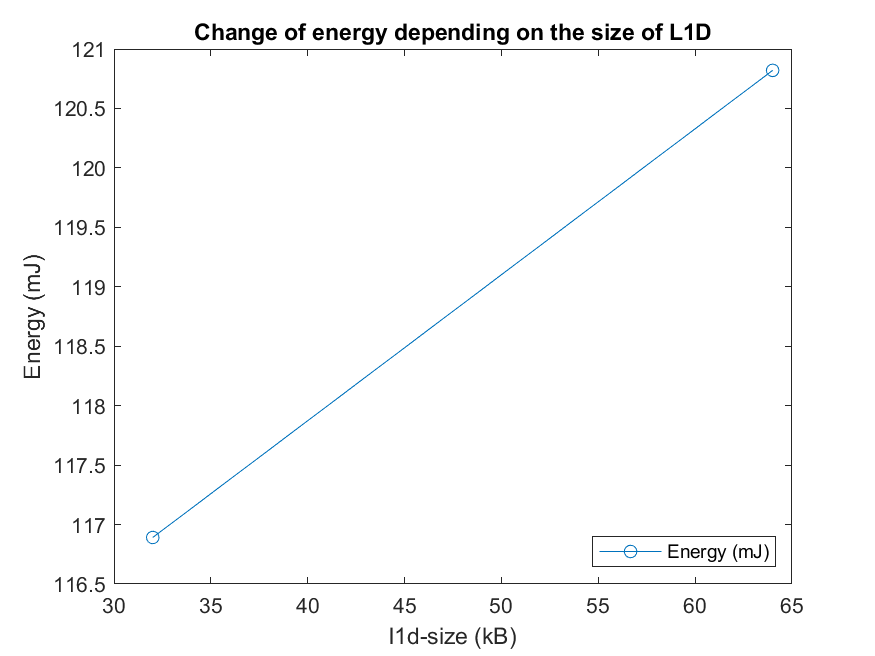 Change of energy depending on the size of L1D
121
120.5
120
119.5
119
118.5
118
117.5
117
116.5
Energy (mJ)
Energy (mJ)
30 35 40 45 50 55 60 65
l1d-size (kB)